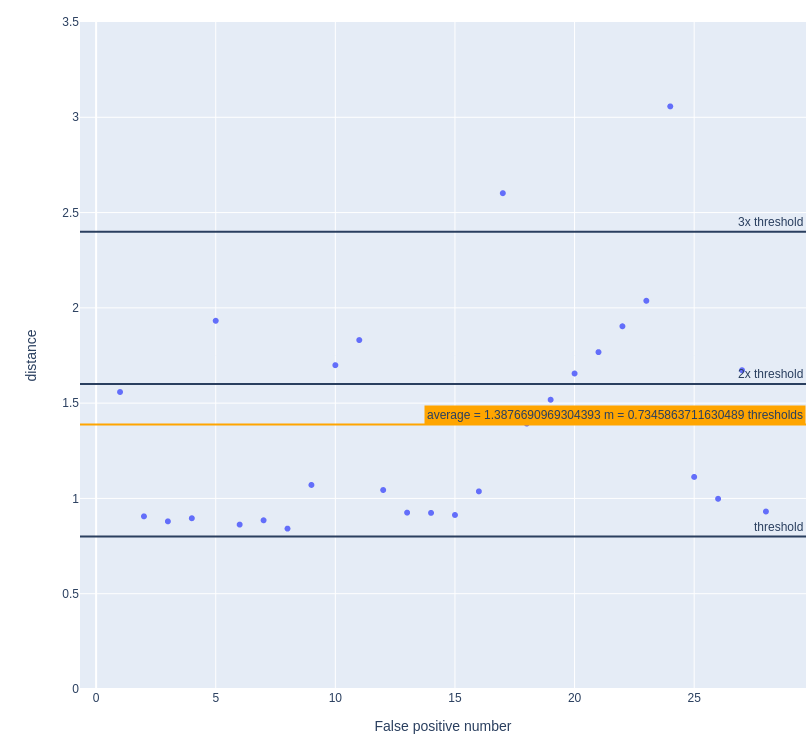 3.5
3
2.5
2
1.5
1
0.5
0
distance
3x threshold
2x threshold
average = 1.3876690969304393 m = 0.7345863711630489 thresholds
threshold
0
5
10
15
20
25
False positive number